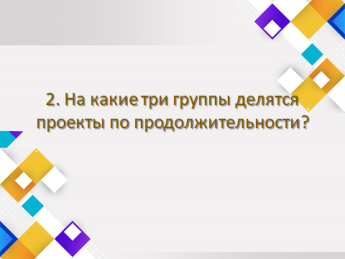 2. На какие три группы делятся
проекты по продолжительности?